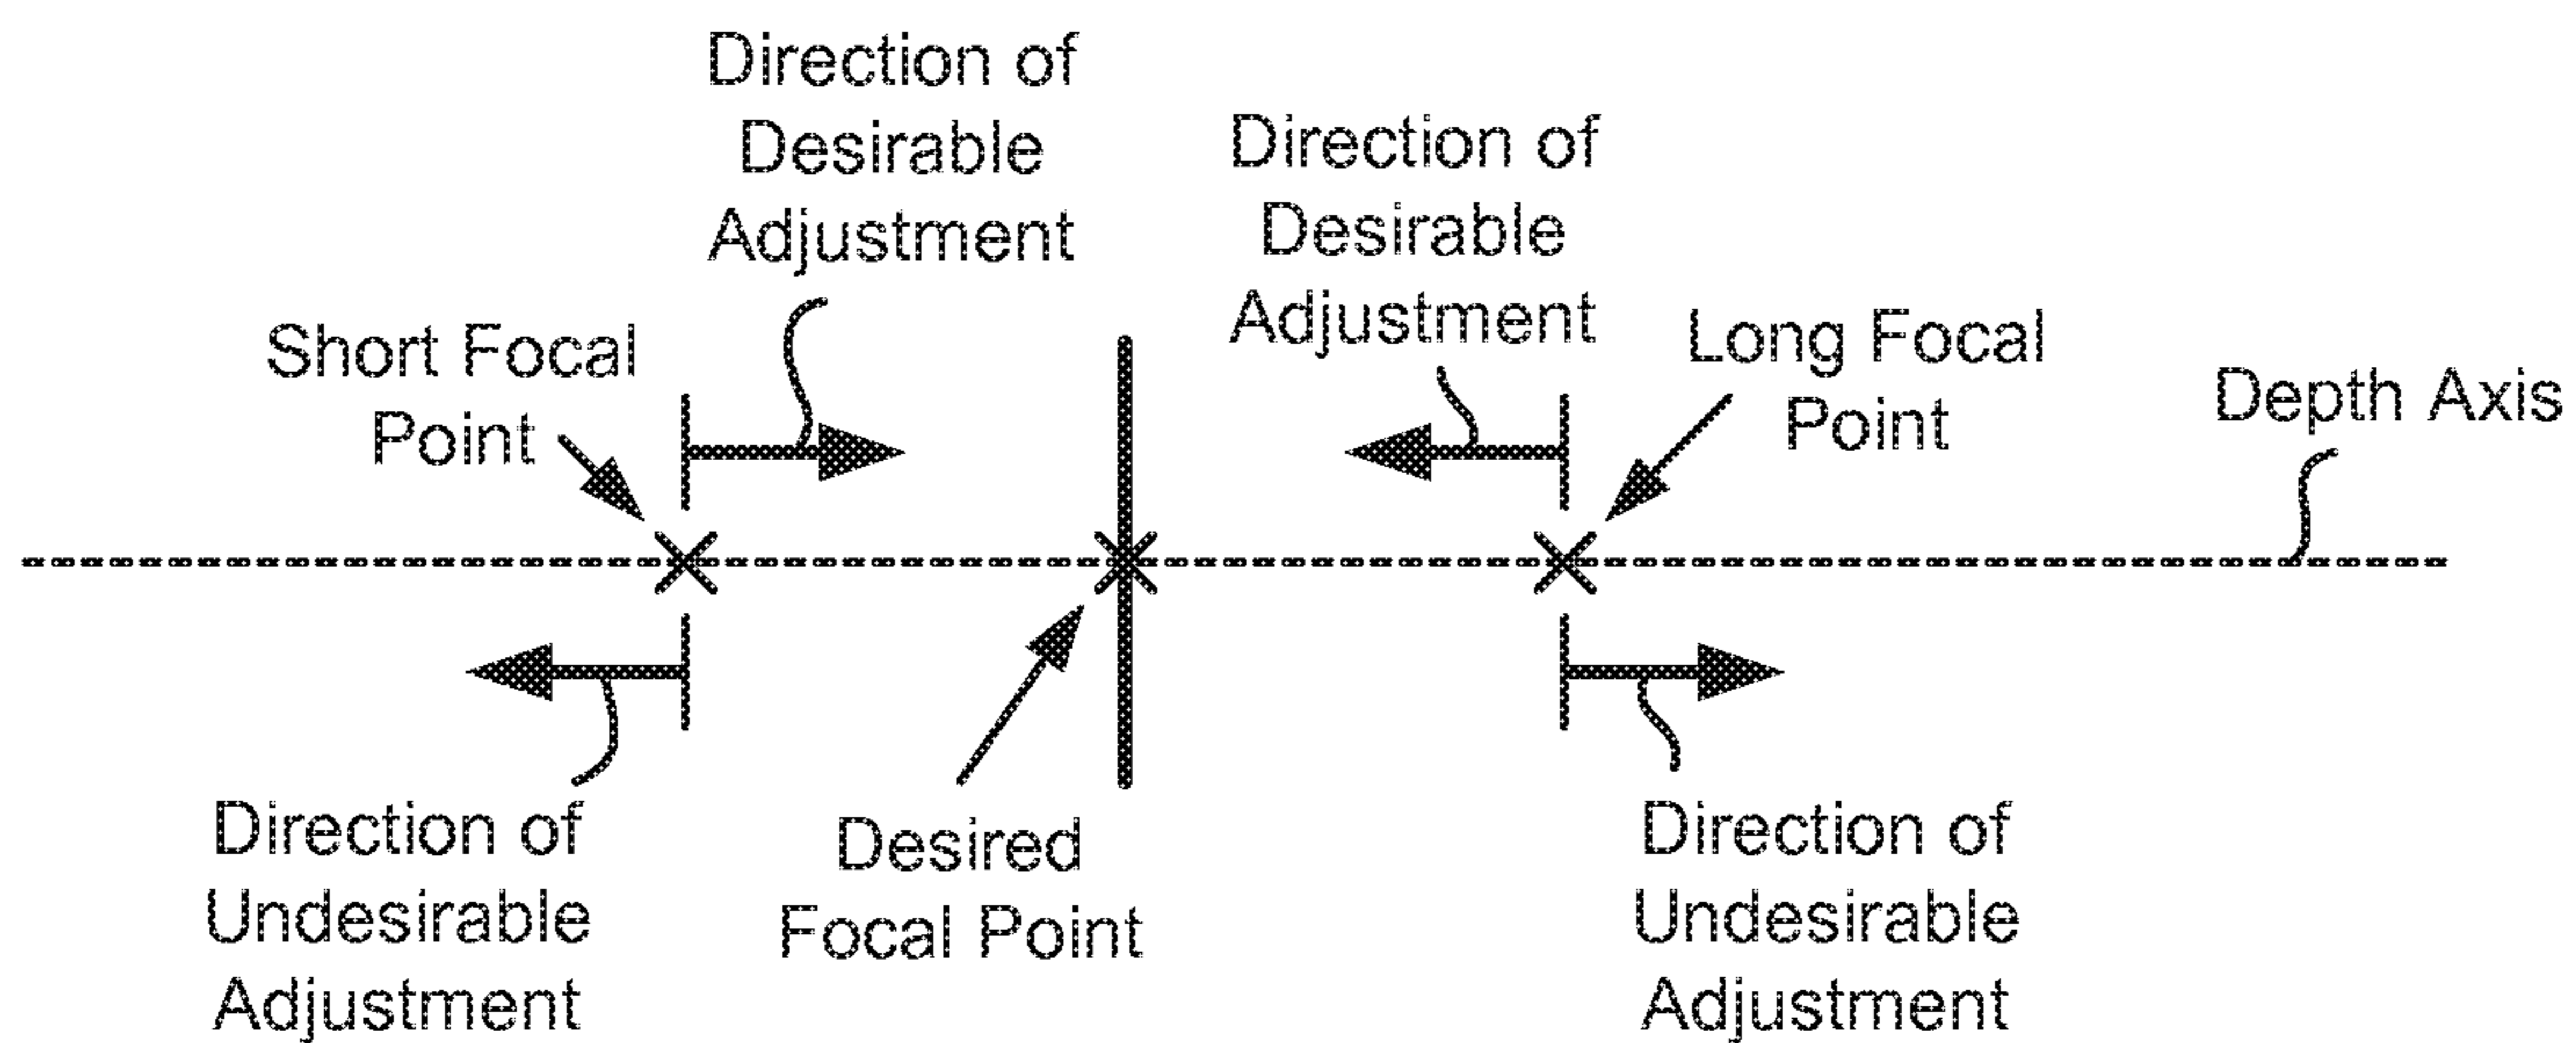 Direction of
Desirable
Adjustment
Direction of
Desirable
Adjustment
Short Focal
Point
Long Focal
Point
Depth Axis
Direction of
Undesirable
Adjustment
Desired
Focal Point
Direction of
Undesirable
Adjustment